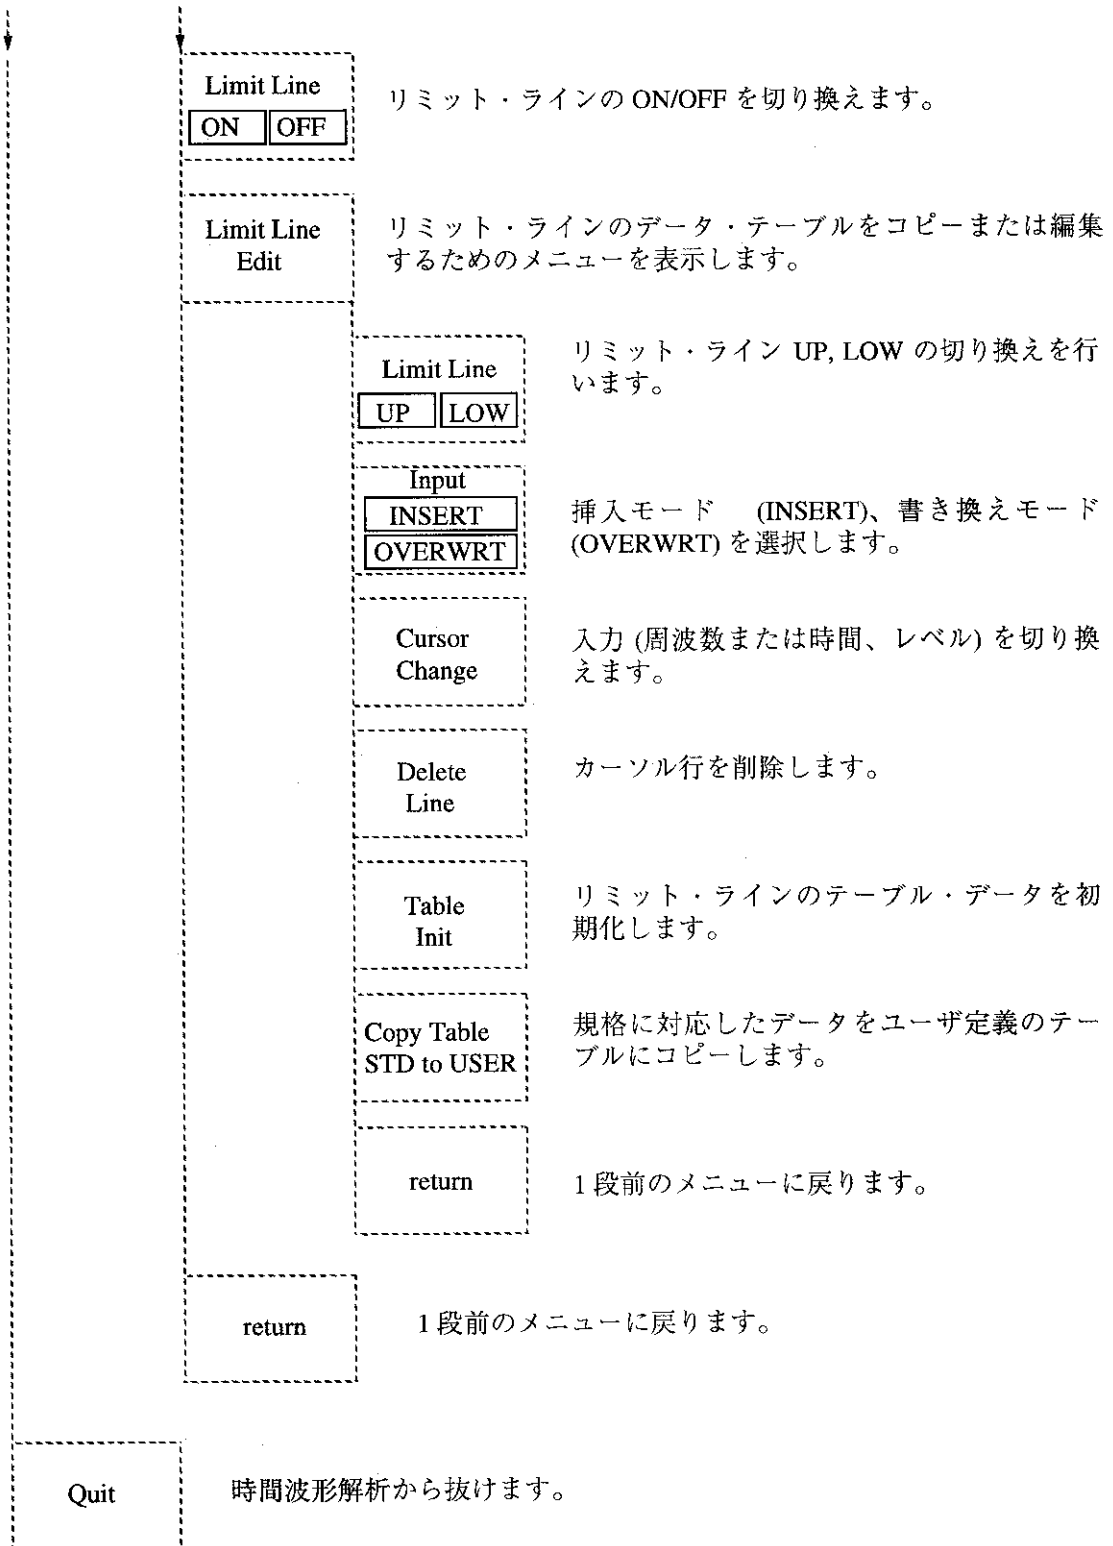 Limit Line
ON OFF
リミット・ラインの ON/OFF を切り換えます。
Limit Line
Edit
リミット・ラインのデータ・テーブルをコピーまたは編集
するためのメニューを表示します。
Limit Line
UP LOW
リミット・ライン UP, LOW の切り換えを行
います。
Input
INSERT
OVERWRT
挿入モード (INSERT)、書き換えモード
(OVERWRT) を選択します。
Cursor
Change
入力 (周波数または時間、レベル) を切り換
えます。
Delete
Line
カーソル行を削除します。
Table
Init
リミット・ラインのテーブル・データを初
期化します。
Copy Table
STD to USER
規格に対応したデータをユーザ定義のテー
ブルにコピーします。
return
1 段前のメニューに戻ります。
return
1 段前のメニューに戻ります。
Quit
時間波形解析から抜けます。